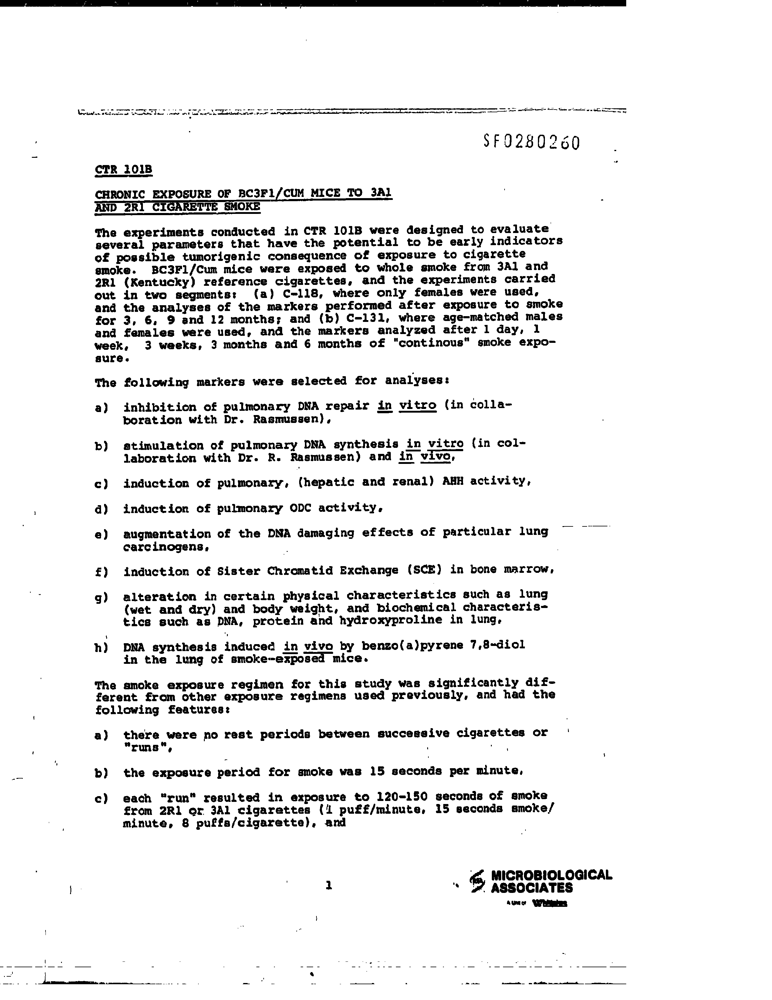 SF0280260
CTR 101B
CHRONIC EXPOSURE OF BC3F1/CUM MICE TO 3A1
AND 2R1 CIGARETTE SMOKE
The experiments conducted in CTR 101B were designed to evaluate
several parameters that have the potential to be early indicators
of possible tumorigenic consequence of exposure to cigarette
smoke.  BC3F1/Cum mice were exposed to whole smoke from 3A1 and
2R1 (Kentucky) reference cigarettes, and the experiments carried
out in two segments:  (a) C-118, where only females were used,
and the analyses of the markers performed after exposure to smoke
for 3, 6, 9 and 12 months; and (b) C-131, where age-matched males
and females were used, and the markers analyzed after 1 day, 1
week,  3 weeks, 3 months and 6 months of "continous" smoke expo-
sure.
The following markers were selected for analyses:
a)  inhibition of pulmonary DNA repair in vitro (in colla-
boration with Dr. Rasmussen),
b)  stimulation of pulmonary DNA synthesis in vitro (in col-
laboration with Dr. R. Rasmussen) and in vivo,
c)  induction of pulmonary, (hepatic and renal) AHH activity,
d)  induction of pulmonary ODC activity,
e)  augmentation of the DNA damaging effects of particular lung
carcinogens,
f)  induction of Sister Chromatid Exchange (SCE) in bone marrow,
g)  alteration in certain physical characteristics such as lung
(wet and dry) and body weight, and biochemical characteris-
tics such as DNA, protein and hydroxyproline in lung,
h)  DNA synthesis induced in vivo by benzo(a)pyrene 7,8-diol
in the lung of smoke-exposed mice.
The smoke exposure regimen for this study was significantly dif-
ferent from other exposure regimens used previously, and had the
following features:
a)  there were no rest periods between successive cigarettes or
"runs",
b)  the exposure period for smoke was 15 seconds per minute,
c)  each "run" resulted in exposure to 120-150 seconds of smoke
from 2R1 or 3A1 cigarettes (1 puff/minute, 15 seconds smoke/
minute, 8 puffs/cigarette), and
1
MICROBIOLOGICAL
ASSOCIATES